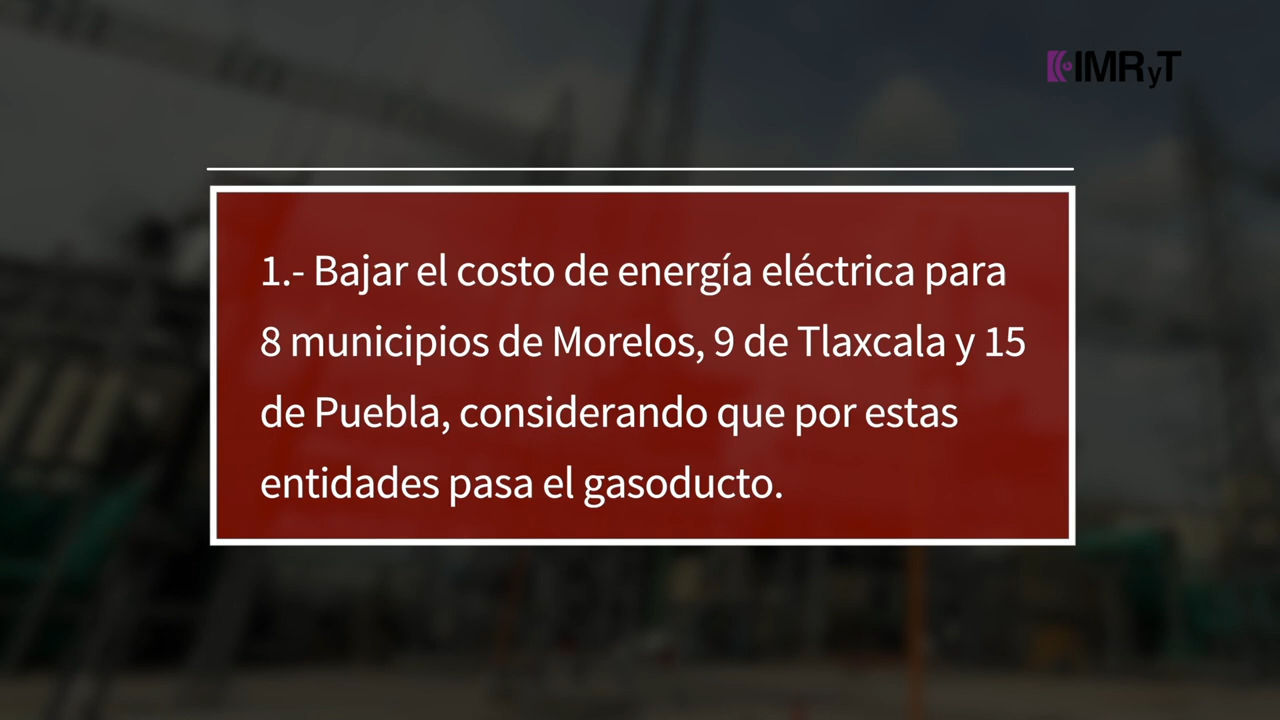 IMRyT
1.- Bajar el costo de energía eléctrica para
8 municipios de Morelos, 9 de Tlaxcala y 15
de Puebla, considerando que por estas
entidades pasa el gasoducto.